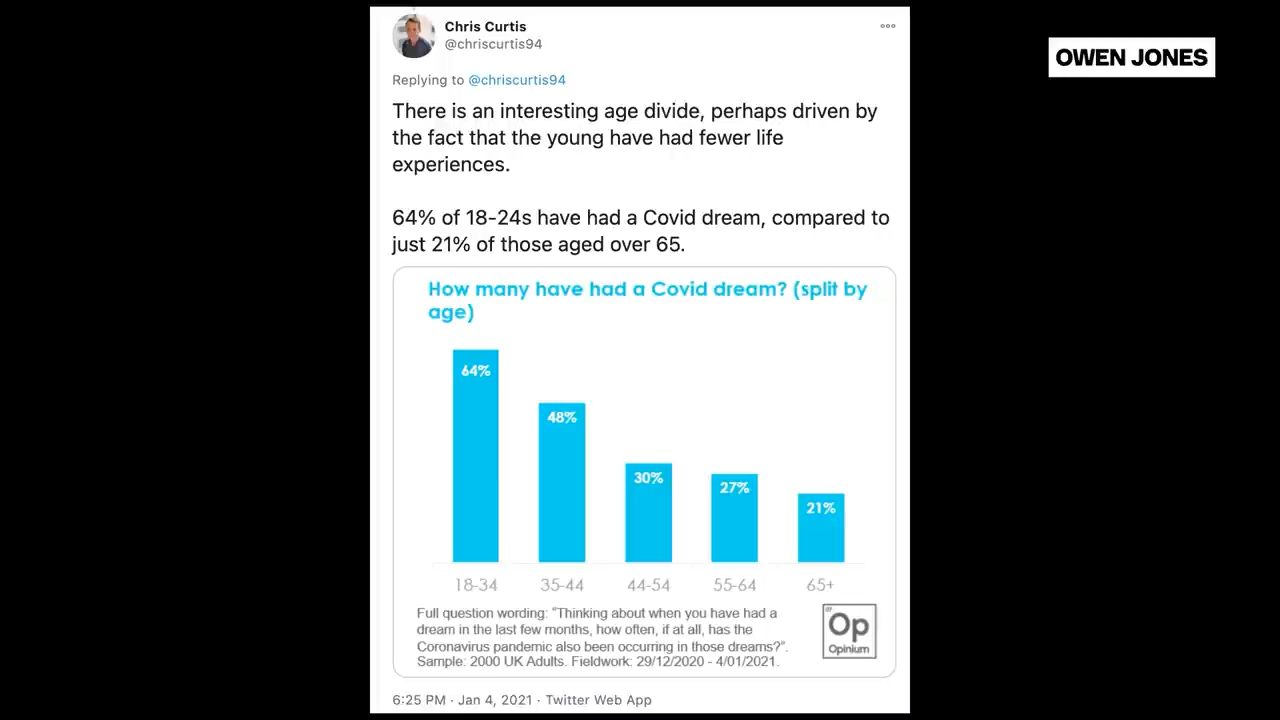 Chris Curtis
@chriscurtis94
OWEN JONES
Replying to @chriscurtis94
There is an interesting age divide, perhaps driven by
the fact that the young have had fewer life
experiences.
64% of 18-24s have had a Covid dream, compared to
just 21% of those aged over 65.
How many have had a Covid dream? (split by
age)
64%
48%
30%
27%
21%
18-34
35-44
44-54
55-64
65+
Full question wording: “Thinking about when you have had a
dream in the last few months, how often, if at all, has the
Coronavirus pandemic also been occurring in those dreams?”.
Sample: 2000 UK Adults. Fieldwork: 29/12/2020 - 4/01/2021.
Op
Opinium
6:25 PM · Jan 4, 2021 · Twitter Web App